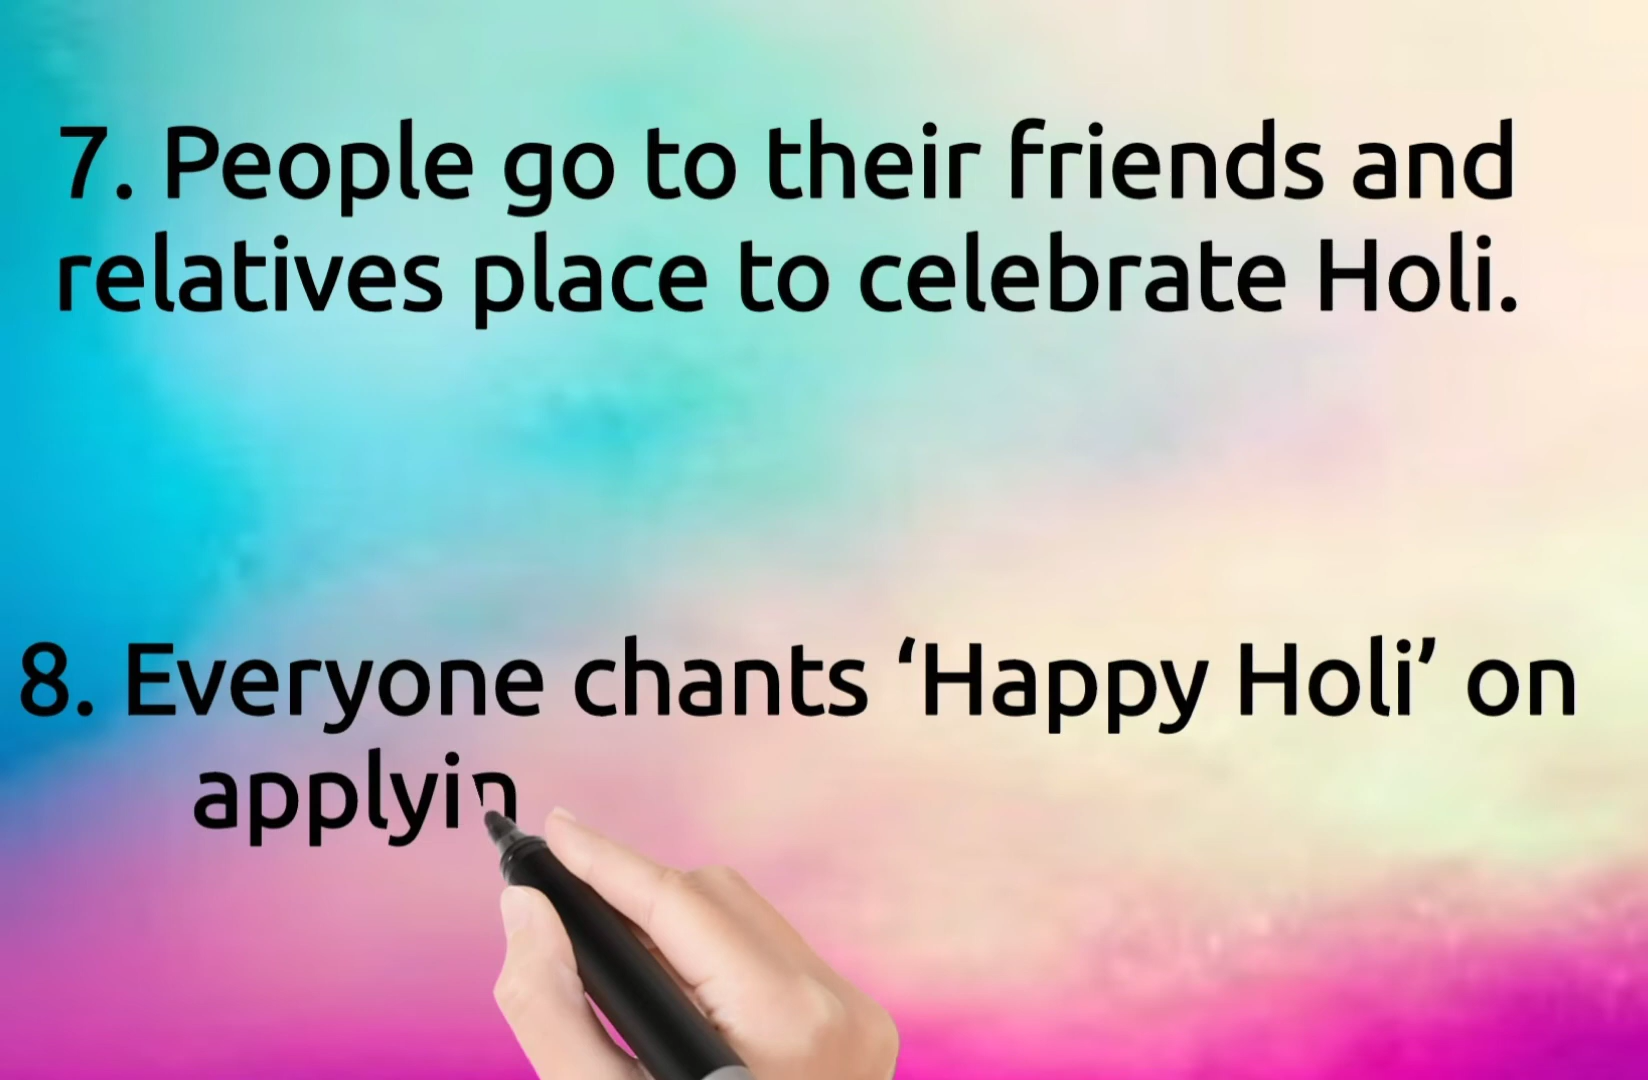 7. People go to their friends and
relatives place to celebrate Holi.
8. Everyone chants ‘Happy Holi’ on
applyin